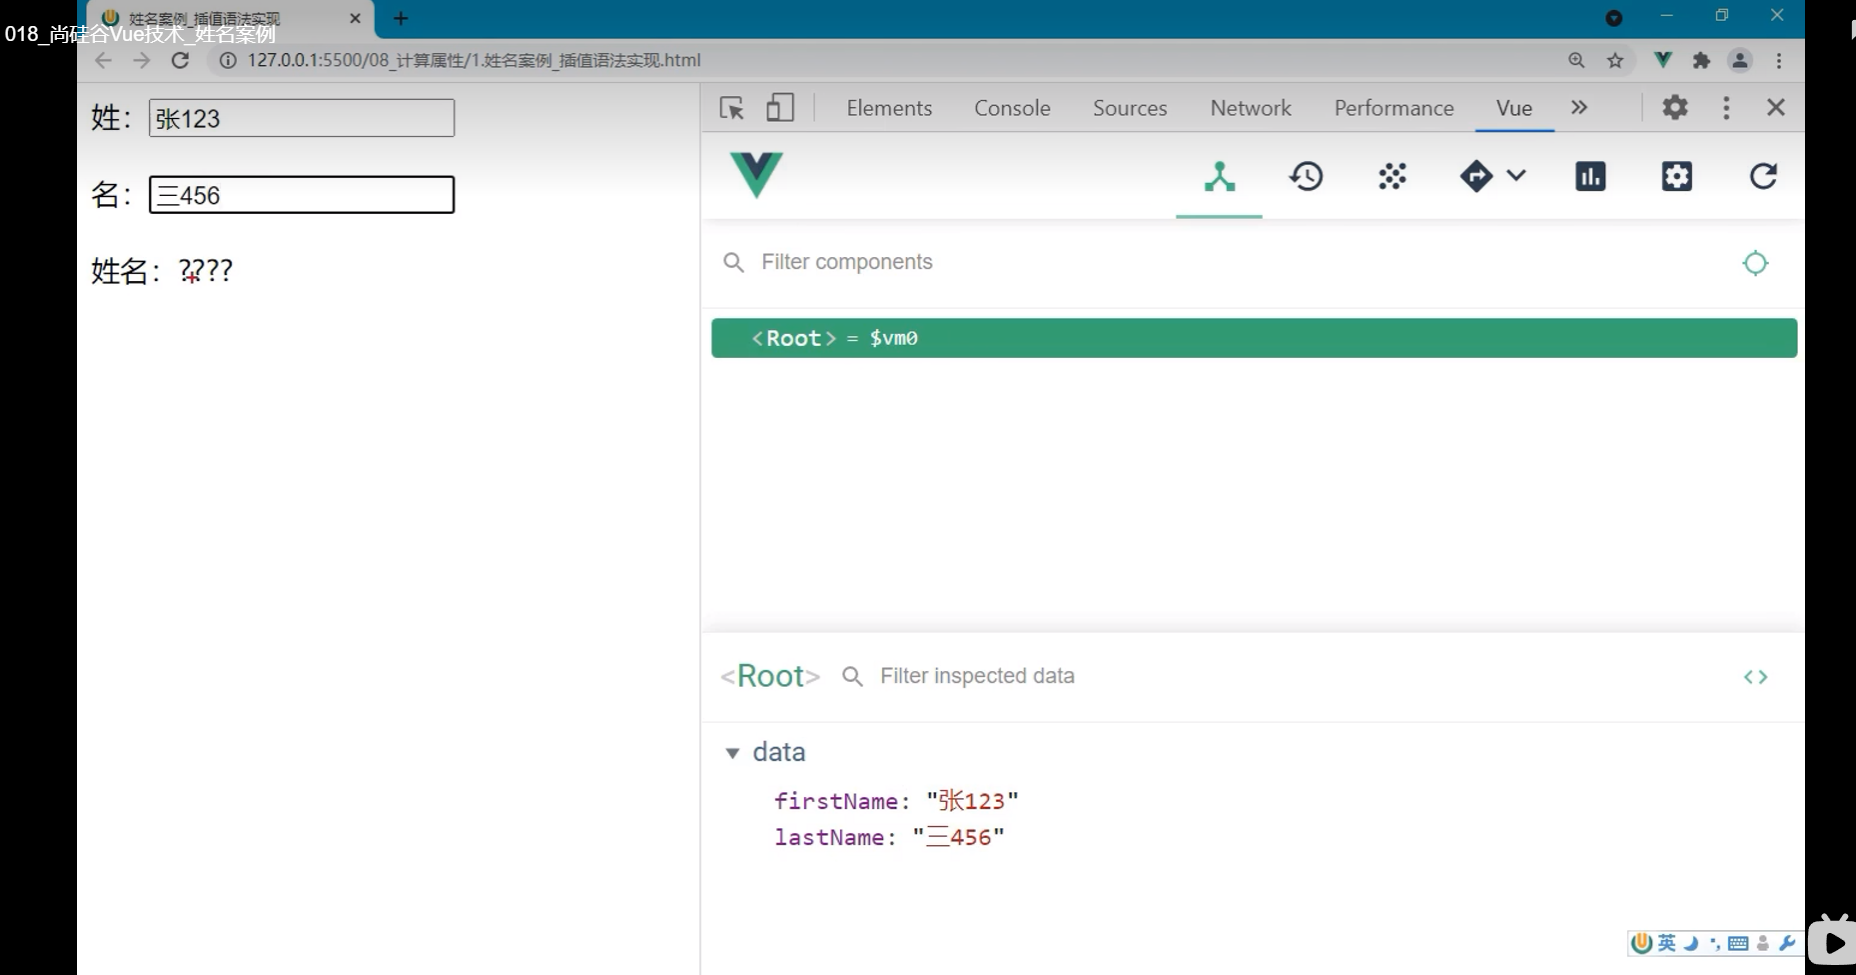 姓名案例_插值语法实现
018_尚硅谷Vue技术_姓名案例
127.0.0.1:5500/08_计算属性/1.姓名案例_插值语法实现.html
姓：张123
名：三456
姓名：????
Elements Console Sources Network Performance Vue
Filter components
<Root> = $vm0
<Root> Filter inspected data
data
firstName: "张123"
lastName: "三456"
英